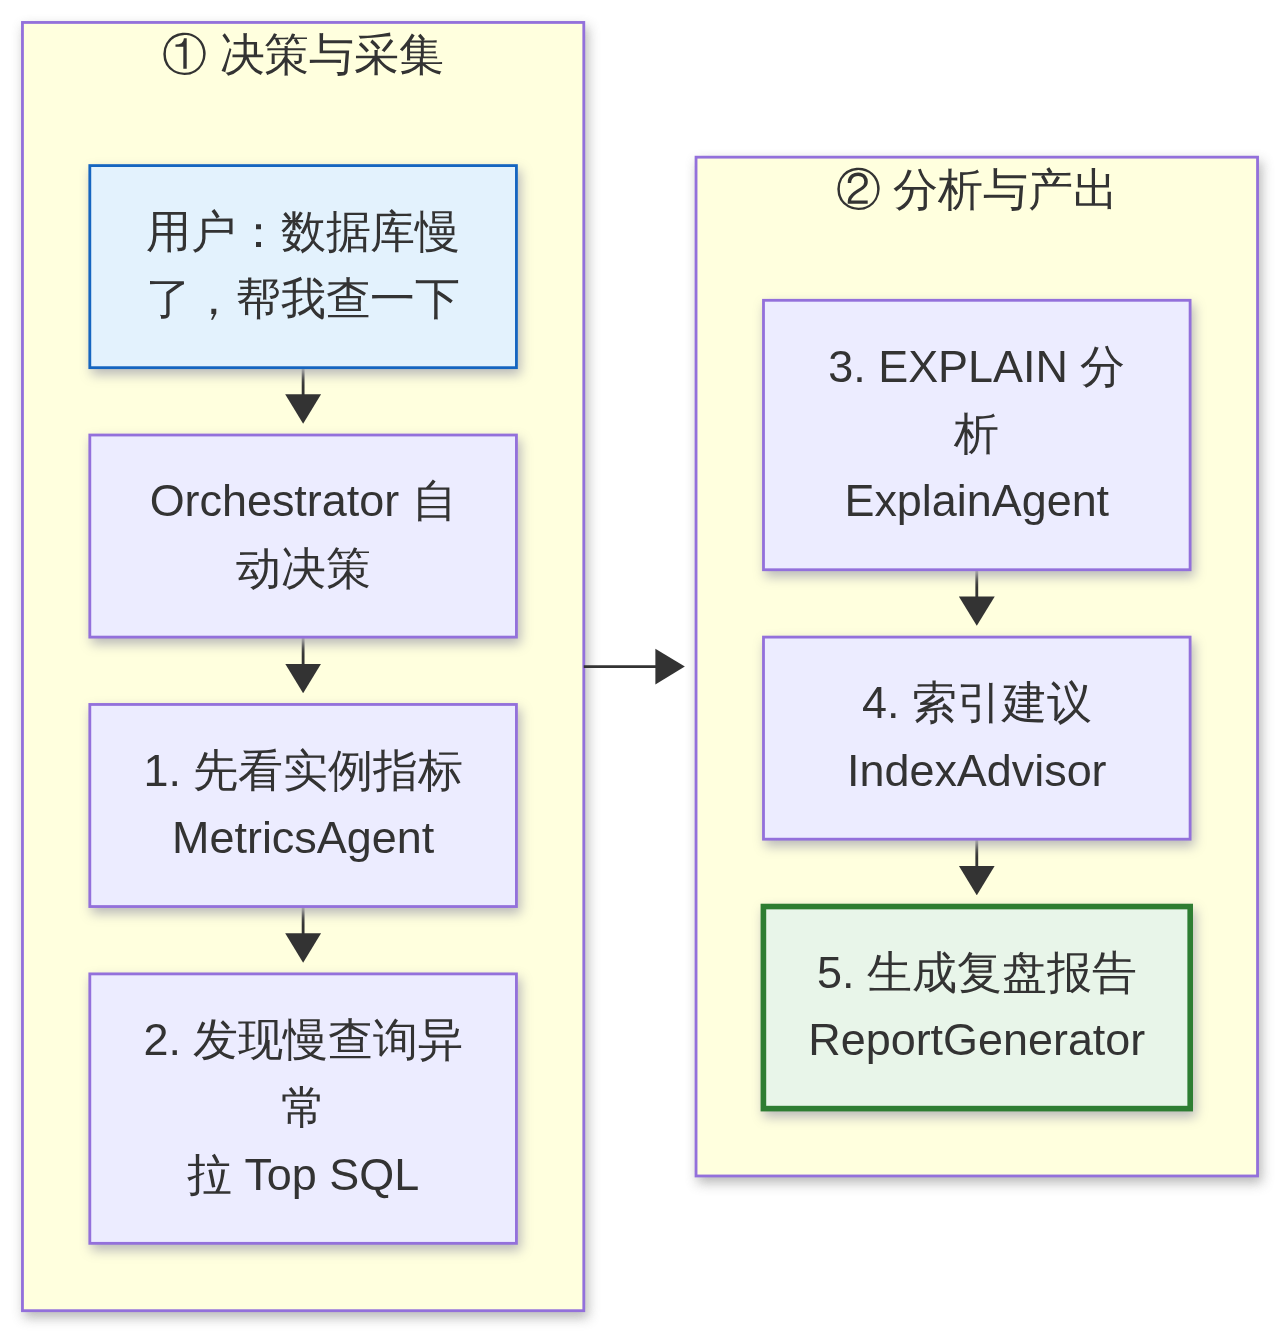 ① 决策与采集
用户：数据库慢
了，帮我查一下
Orchestrator 自
动决策
1. 先看实例指标
MetricsAgent
2. 发现慢查询异
常
拉 Top SQL
② 分析与产出
3. EXPLAIN 分
析
ExplainAgent
4. 索引建议
IndexAdvisor
5. 生成复盘报告
ReportGenerator